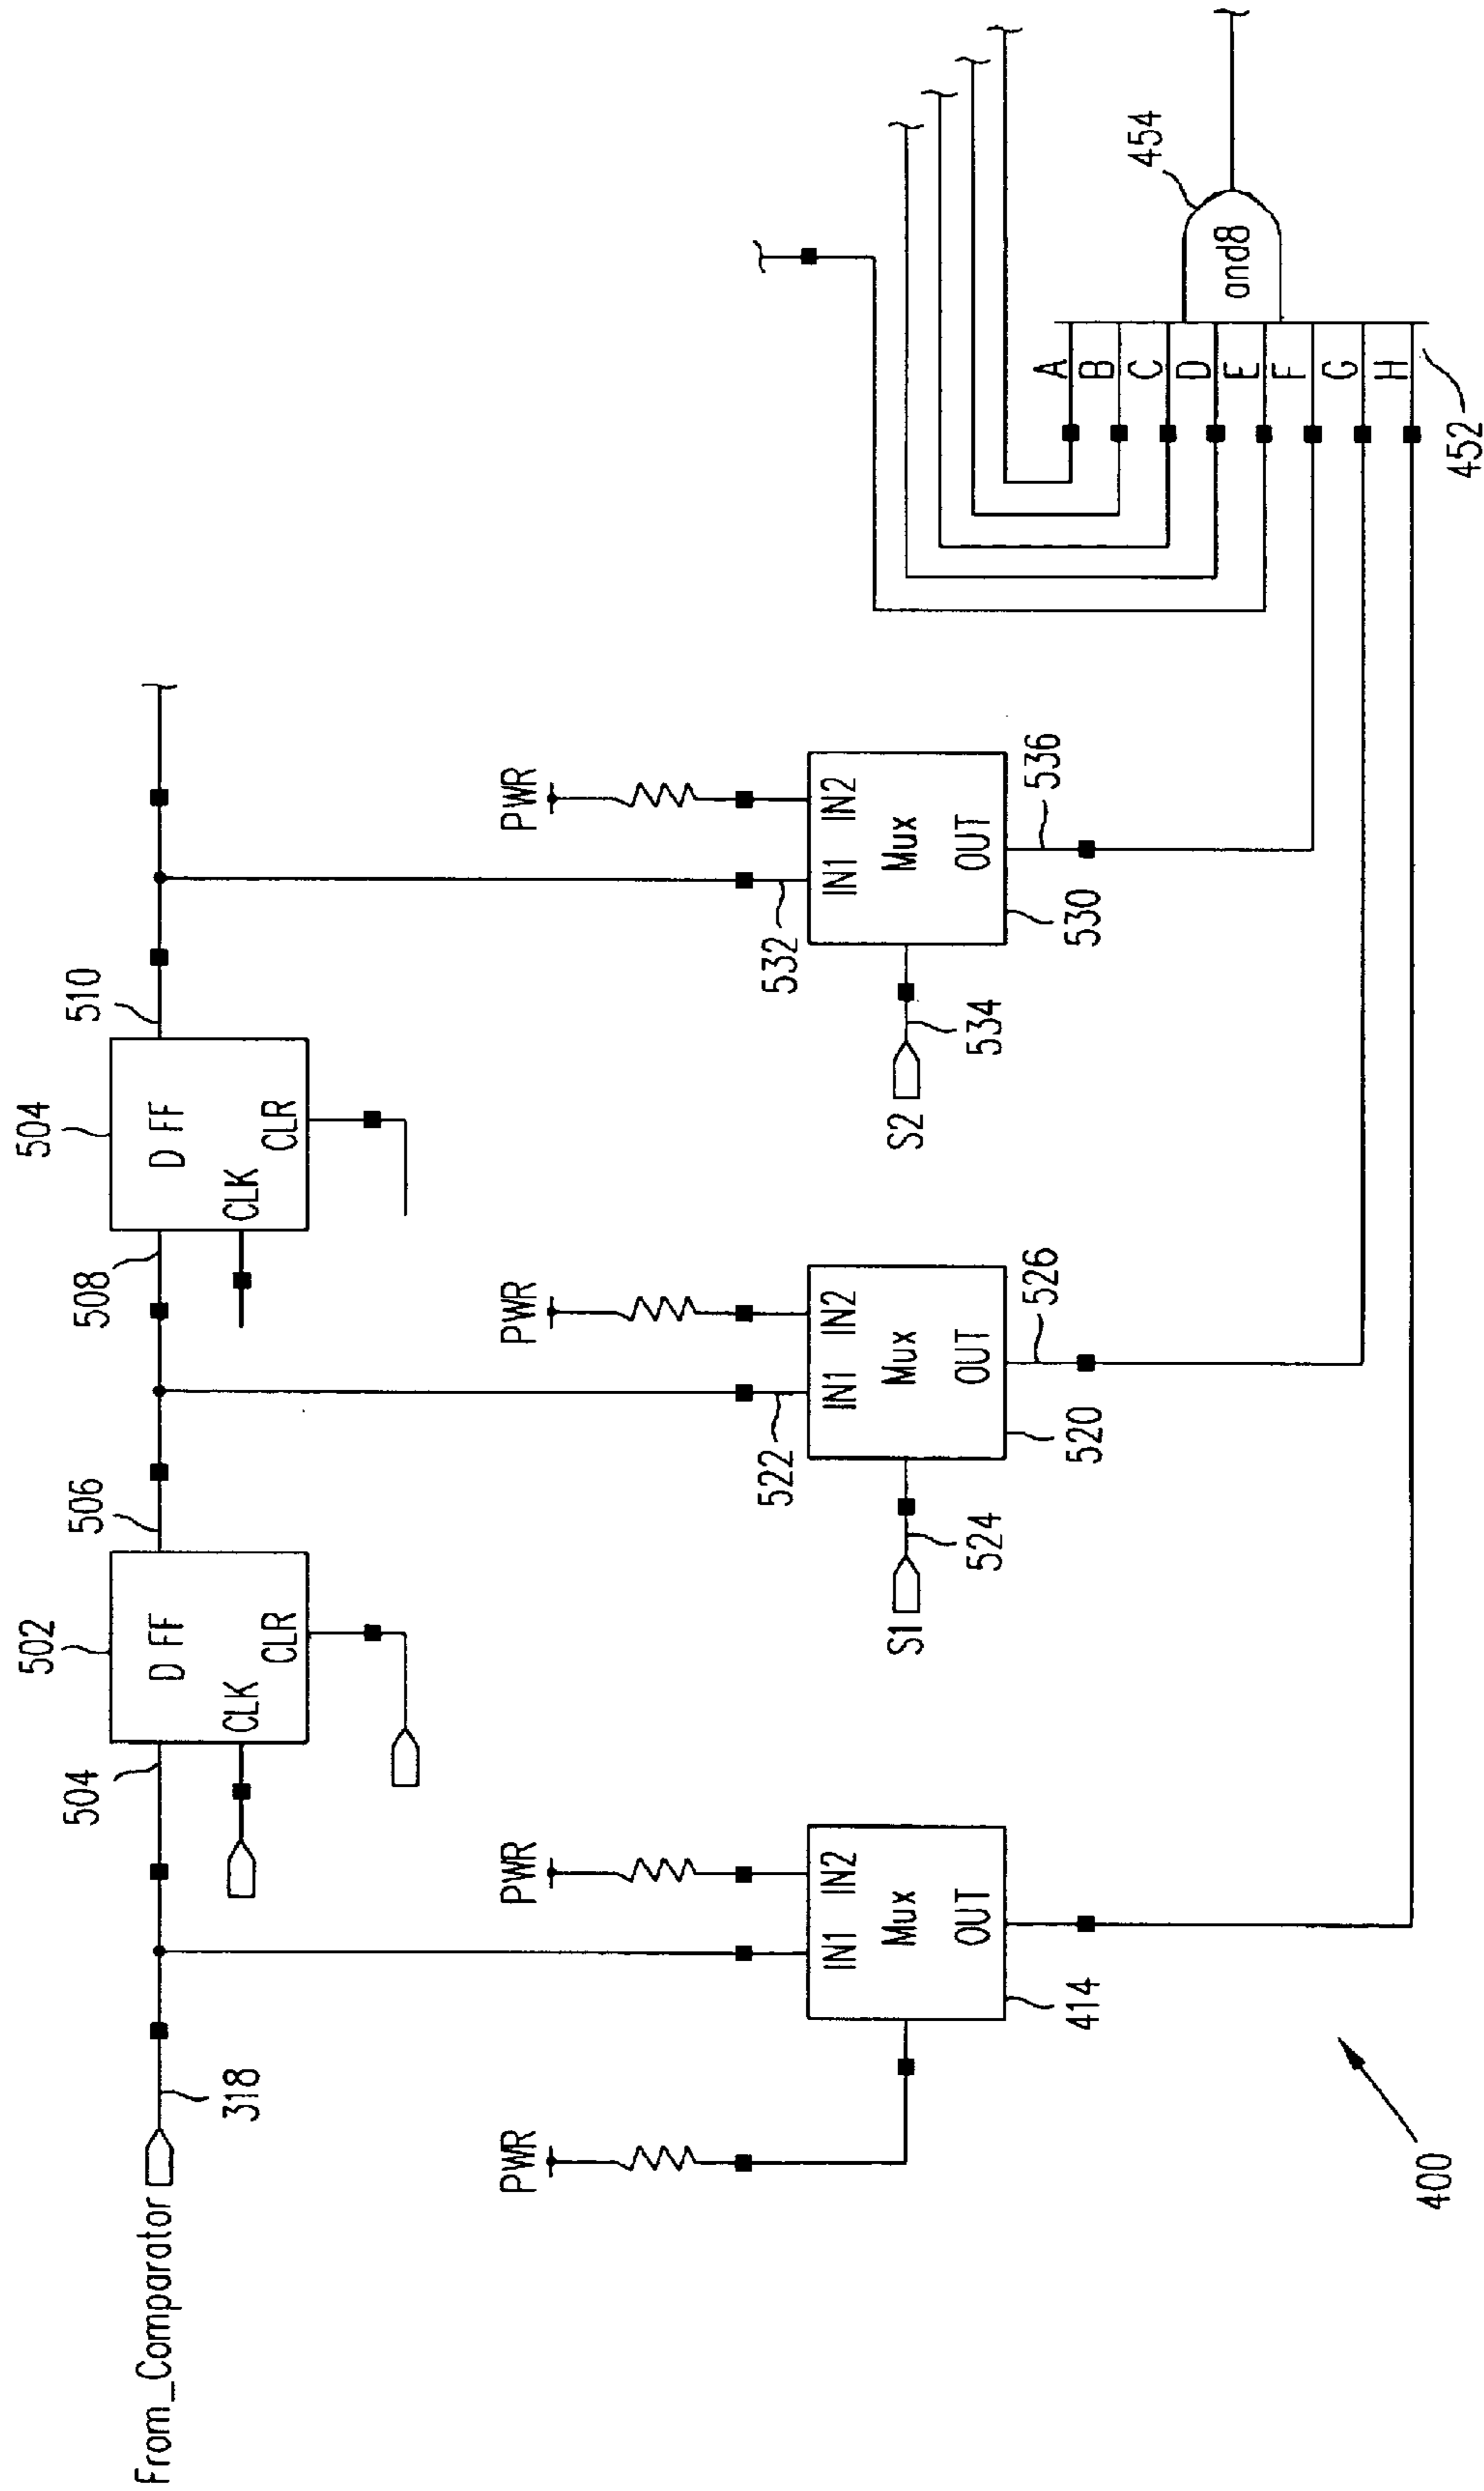 504
502
D FF
CLK
CLR
D FF
CLK
CLR
510
508
506
504
From_Comparator
318
PWR
PWR
PWR
PWR
IN1
IN2
Mux
OUT
532
S2
534
530
536
IN1
IN2
Mux
OUT
522
S1
524
520
526
IN1
IN2
Mux
OUT
414
A
B
C
D
E
F
G
H
and8
454
452
400